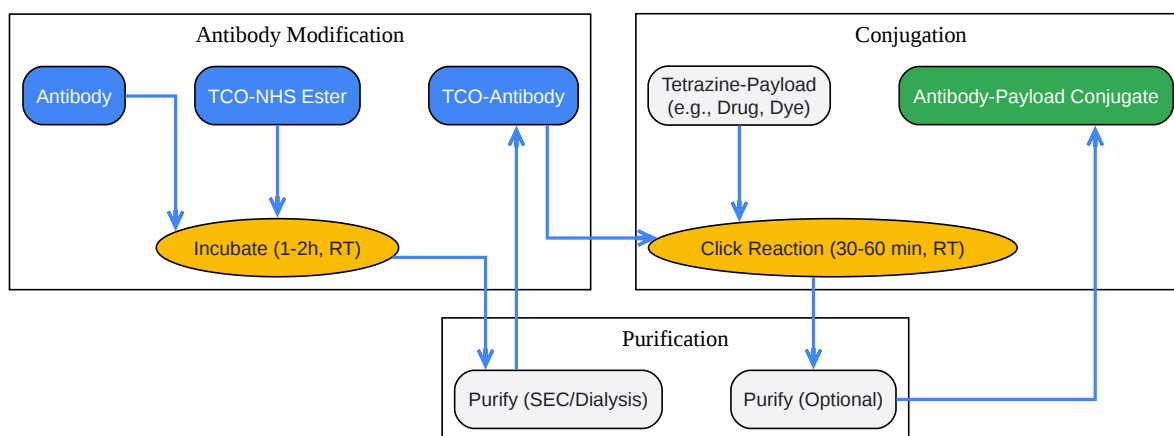 Antibody Modification
Conjugation
Antibody
TCO-NHS Ester
TCO-Antibody
Tetrazine-Payload
(e.g., Drug, Dye)
Antibody-Payload Conjugate
Incubate (1-2h, RT)
Click Reaction (30-60 min, RT)
Purification
Purify (SEC/Dialysis)
Purify (Optional)